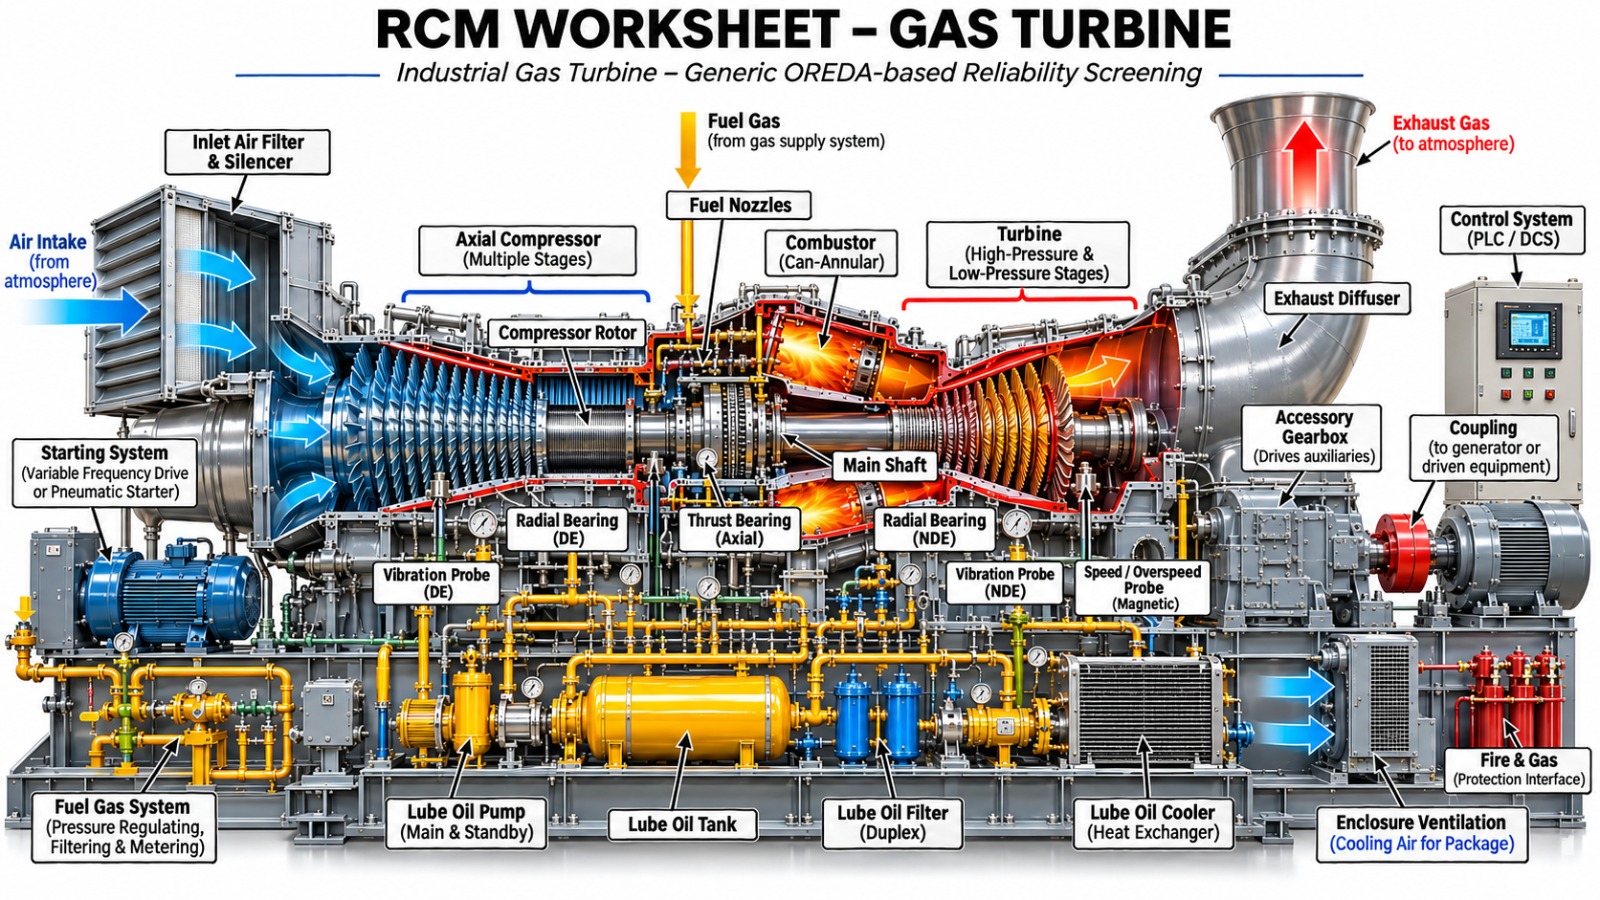 RCM WORKSHEET – GAS TURBINE
Industrial Gas Turbine – Generic OREDA-based Reliability Screening
Fuel Gas
(from gas supply system)
Exhaust Gas
(to atmosphere)
Inlet Air Filter
& Silencer
Fuel Nozzles
Control System
(PLC / DCS)
Air Intake
(from
atmosphere)
Axial Compressor
(Multiple Stages)
Combustor
(Can-Annular)
Turbine
(High-Pressure &
Low-Pressure Stages)
Exhaust Diffuser
Compressor Rotor
Main Shaft
Accessory
Gearbox
(Drives auxiliaries)
Coupling
(to generator or
driven equipment)
Starting System
(Variable Frequency Drive
or Pneumatic Starter)
Radial Bearing
(DE)
Thrust Bearing
(Axial)
Radial Bearing
(NDE)
Vibration Probe
(DE)
Vibration Probe
(NDE)
Speed / Overspeed
Probe
(Magnetic)
Fuel Gas System
(Pressure Regulating,
Filtering & Metering)
Lube Oil Pump
(Main & Standby)
Lube Oil Tank
Lube Oil Filter
(Duplex)
Lube Oil Cooler
(Heat Exchanger)
Enclosure Ventilation
(Cooling Air for Package)
Fire & Gas
(Protection Interface)